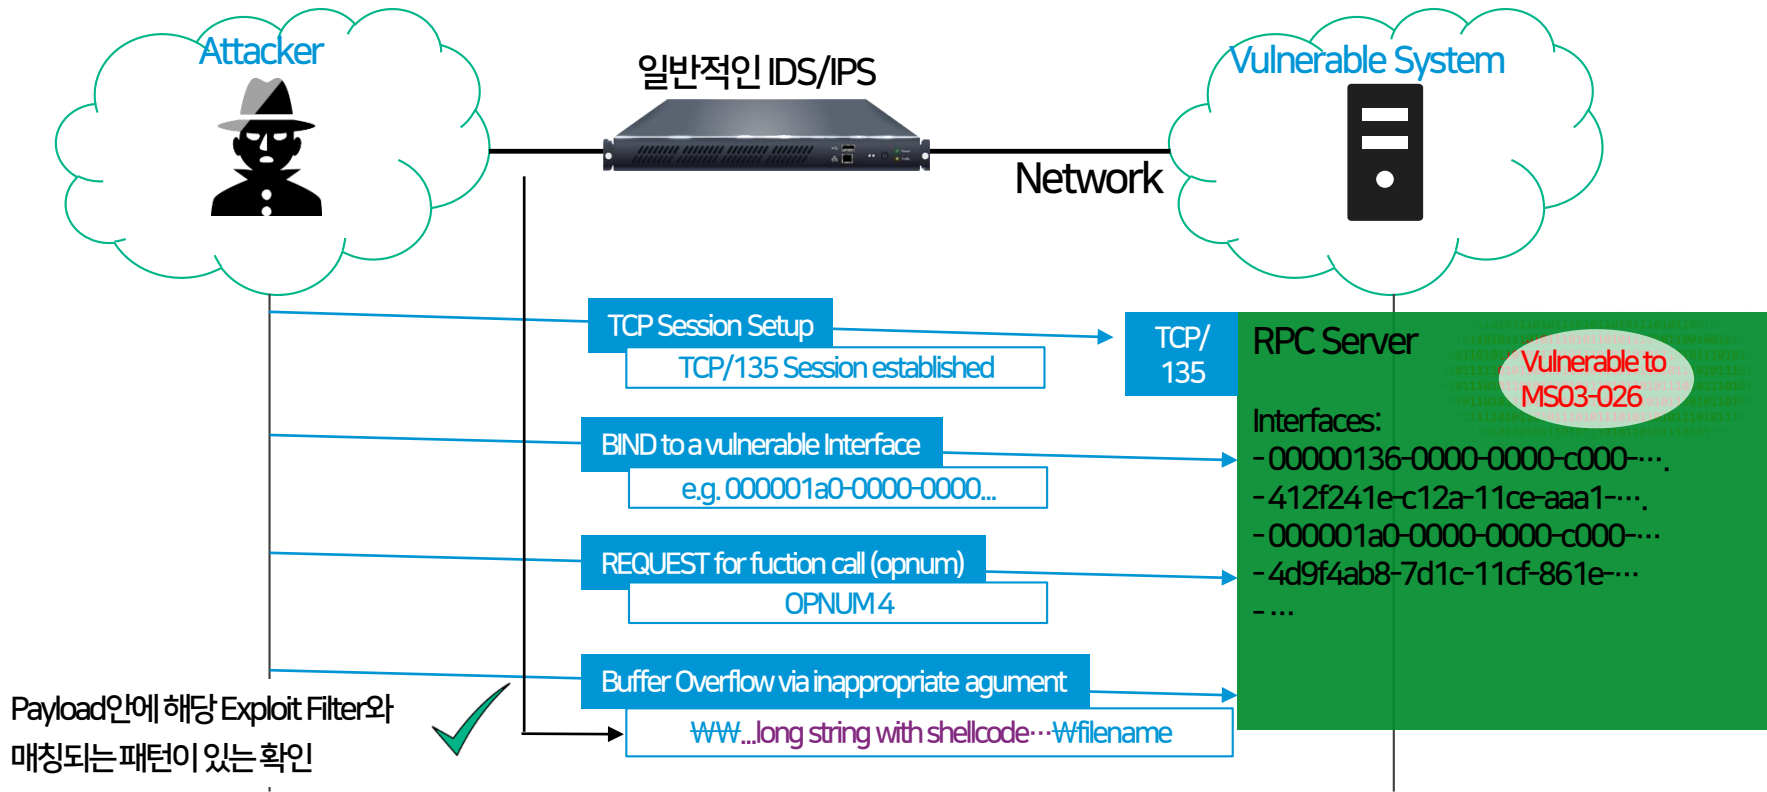 Attacker
일반적인 IDS/IPS
Vulnerable System
Network
TCP Session Setup
TCP/135 Session established
TCP/
135
RPC Server
Vulnerable to
MS03-026
Interfaces:
- 00000136-0000-0000-c000-….
- 412f241e-c12a-11ce-aaa1-….
- 000001a0-0000-0000-c000-…
- 4d9f4ab8-7d1c-11cf-861e-…
- …
BIND to a vulnerable Interface
e.g. 000001a0-0000-0000...
REQUEST for fuction call (opnum)
OPNUM 4
Buffer Overflow via inappropriate agument
₩₩...long string with shellcode…₩filename
Payload안에 해당 Exploit Filter와
매칭되는 패턴이 있는 확인